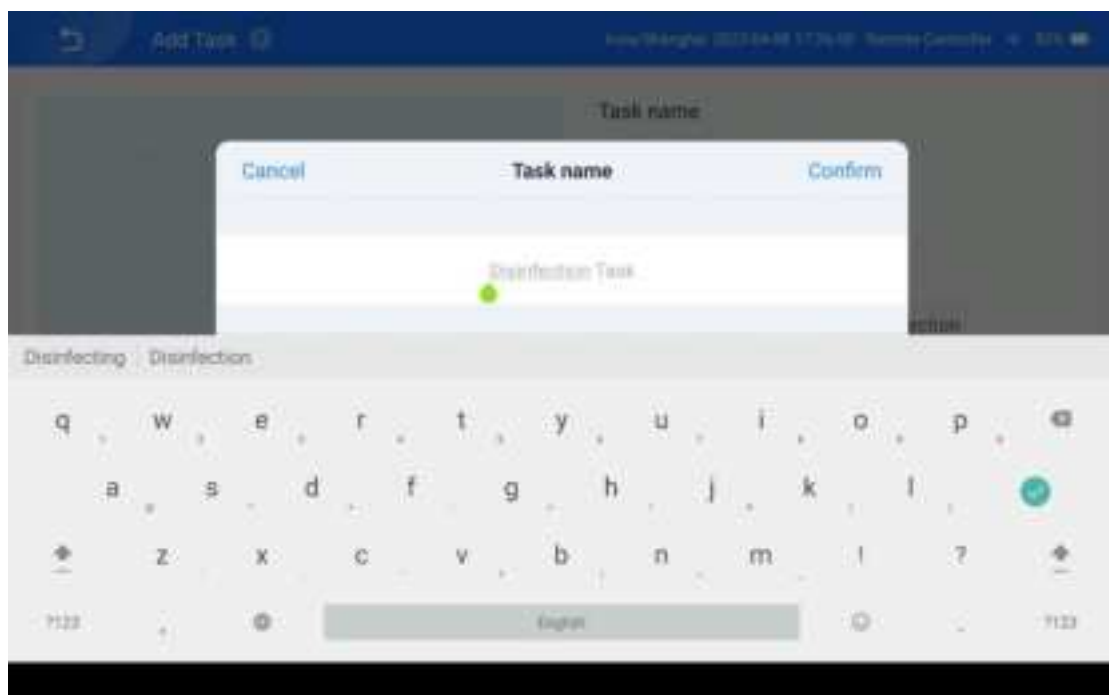 Add Task
Task name
Cancel Task name Confirm
Disinfection Task
Disinfecting Disinfection
q w e r t y u i o p
a s d f g h j k l
z x c v b n m ! ?
?123 English ?123